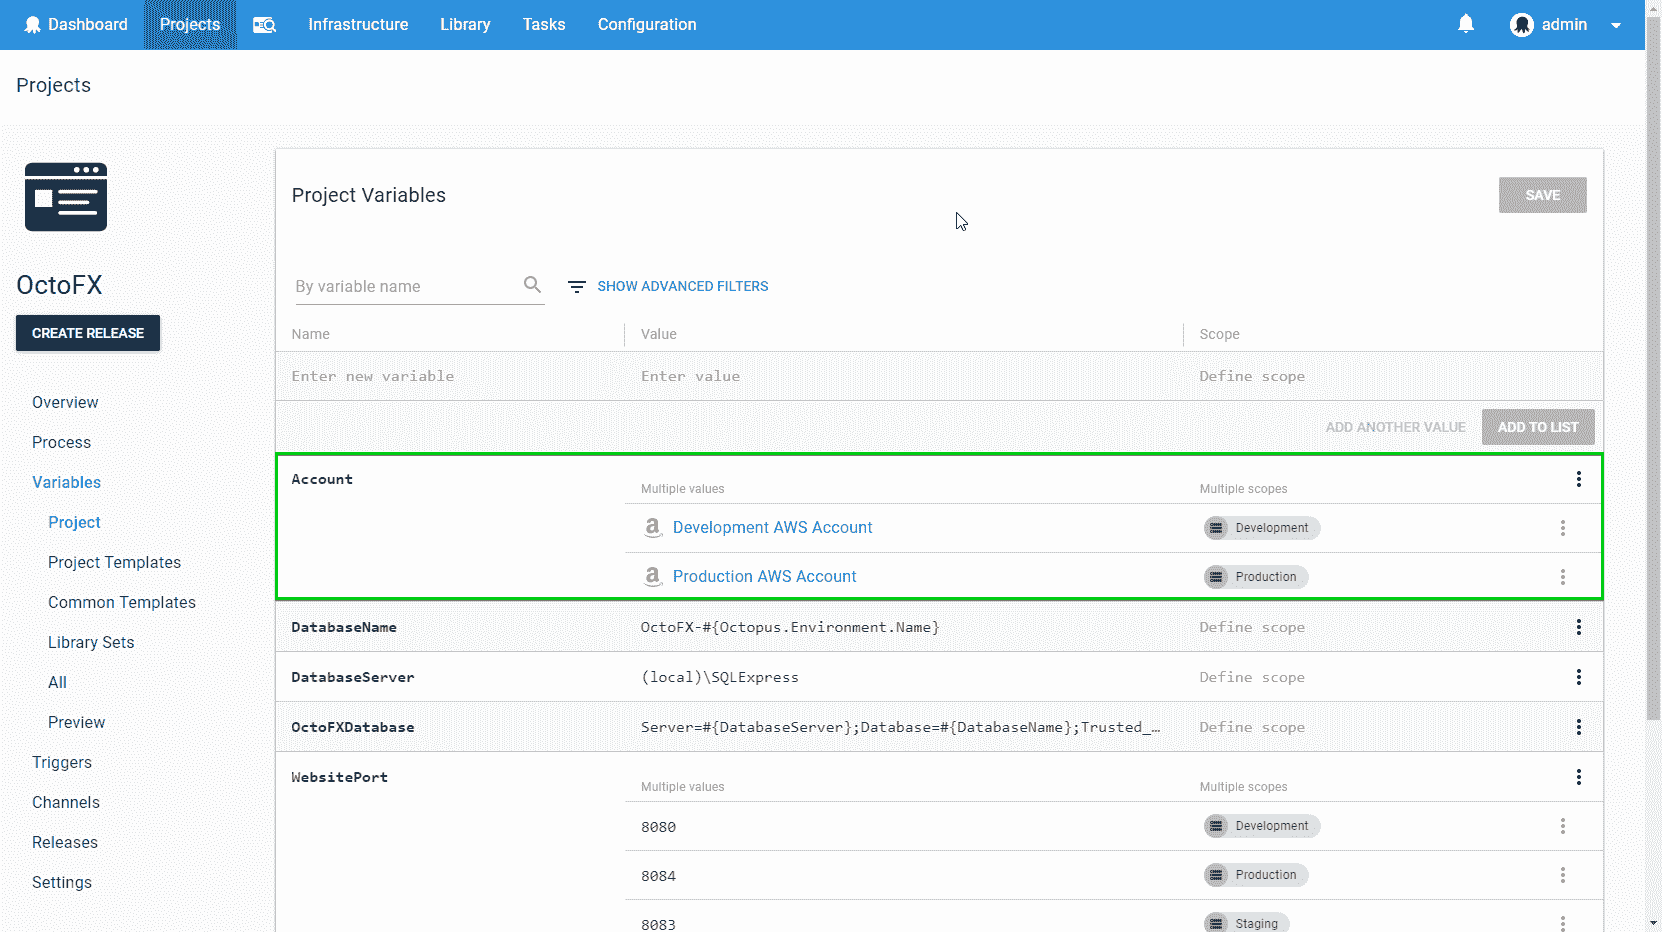 Dashboard Projects Infrastructure Library Tasks Configuration admin
Projects
OctoFX
CREATE RELEASE
Overview
Process
Variables
Project
Project Templates
Common Templates
Library Sets
All
Preview
Triggers
Channels
Releases
Settings
Project Variables SAVE
By variable name SHOW ADVANCED FILTERS
Name Value Scope
Enter new variable Enter value Define scope
ADD ANOTHER VALUE ADD TO LIST
Account
Multiple values Multiple scopes
Development AWS Account Development
Production AWS Account Production
DatabaseName OctoFX-#{Octopus.Environment.Name} Define scope
DatabaseServer (local)\SQLExpress Define scope
OctoFXDatabase Server=#{DatabaseServer};Database=#{DatabaseName};Trusted_… Define scope
WebsitePort
Multiple values Multiple scopes
8080 Development
8084 Production
8083 Staging